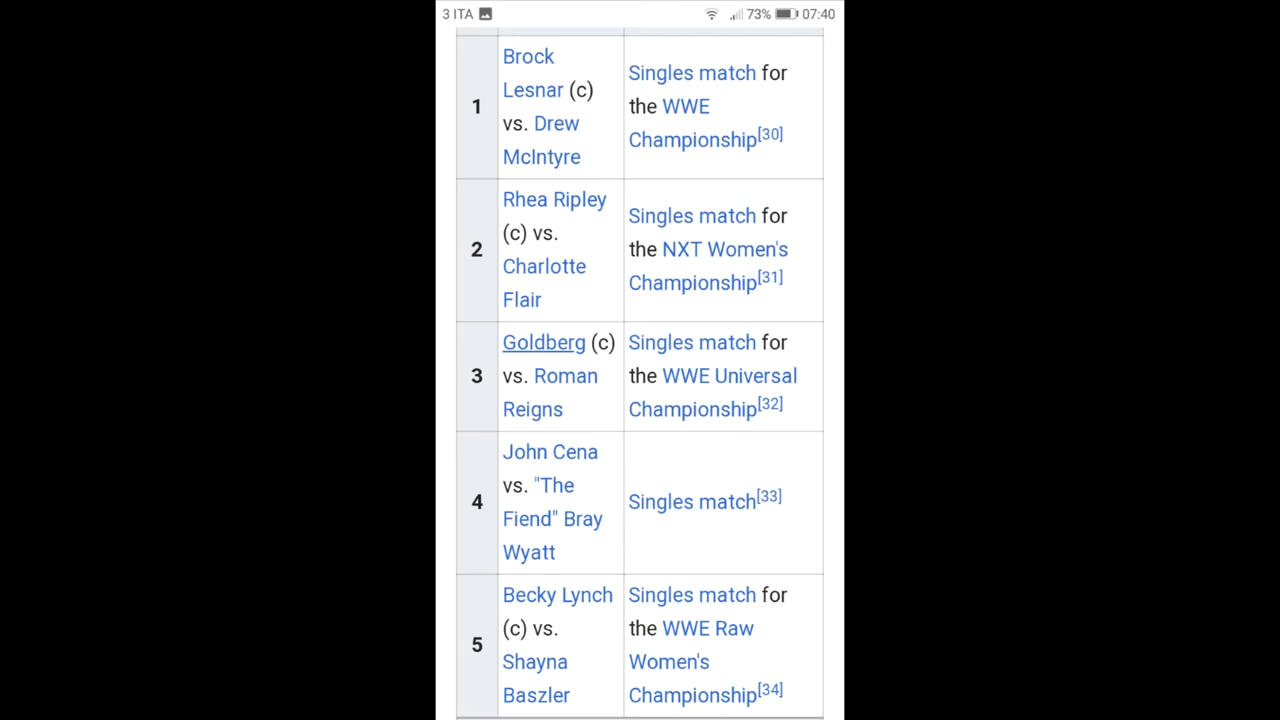 3 ITA 73% 07:40
1
Brock
Lesnar (c)
vs. Drew
McIntyre
Singles match for
the WWE
Championship[30]
2
Rhea Ripley
(c) vs.
Charlotte
Flair
Singles match for
the NXT Women's
Championship[31]
3
Goldberg (c)
vs. Roman
Reigns
Singles match for
the WWE Universal
Championship[32]
4
John Cena
vs. "The
Fiend" Bray
Wyatt
Singles match[33]
5
Becky Lynch
(c) vs.
Shayna
Baszler
Singles match for
the WWE Raw
Women's
Championship[34]